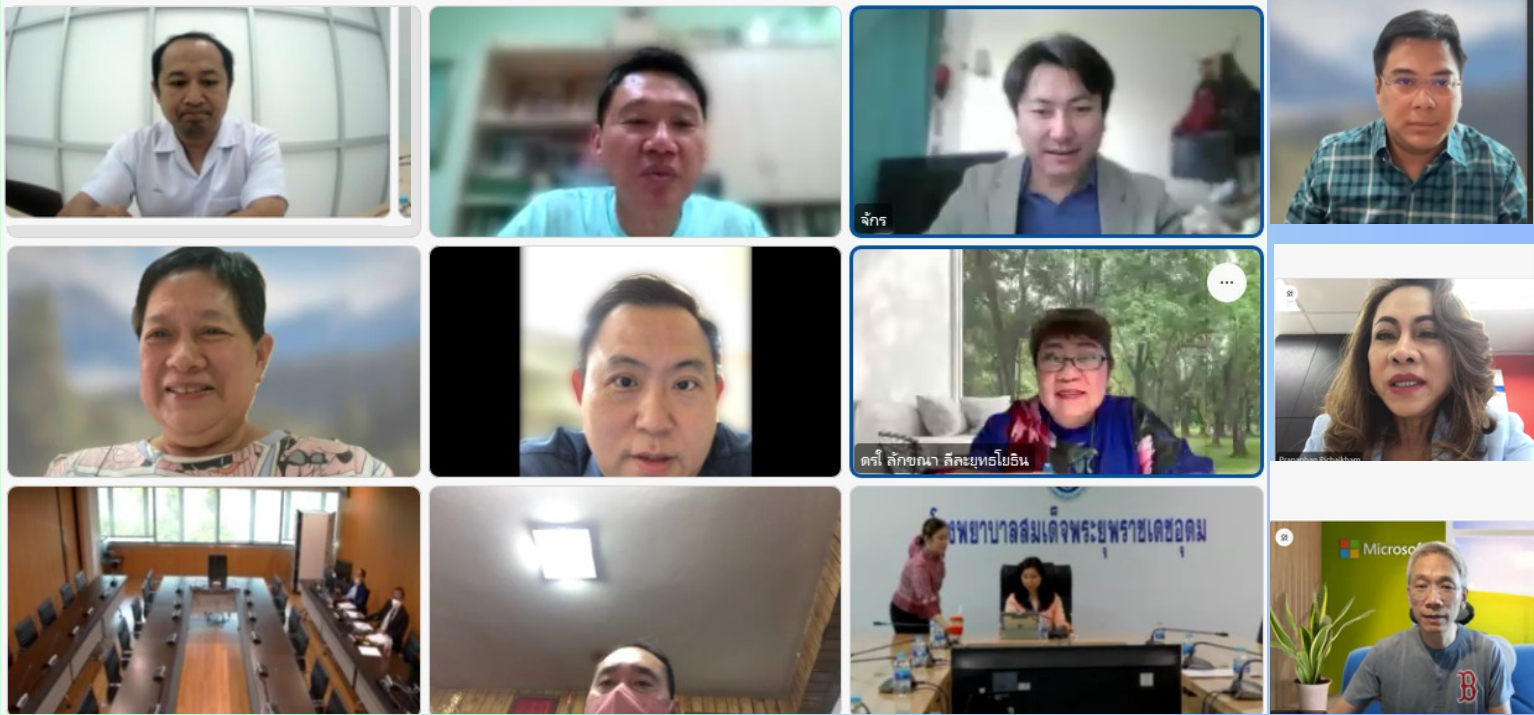 จักร
ดรใ ลักขณา ลีละยุทธโยธิน
Prapaphan Pichaikham
โรงพยาบาลสมเด็จพระยุพราชเดชอุดม
Microsoft
B